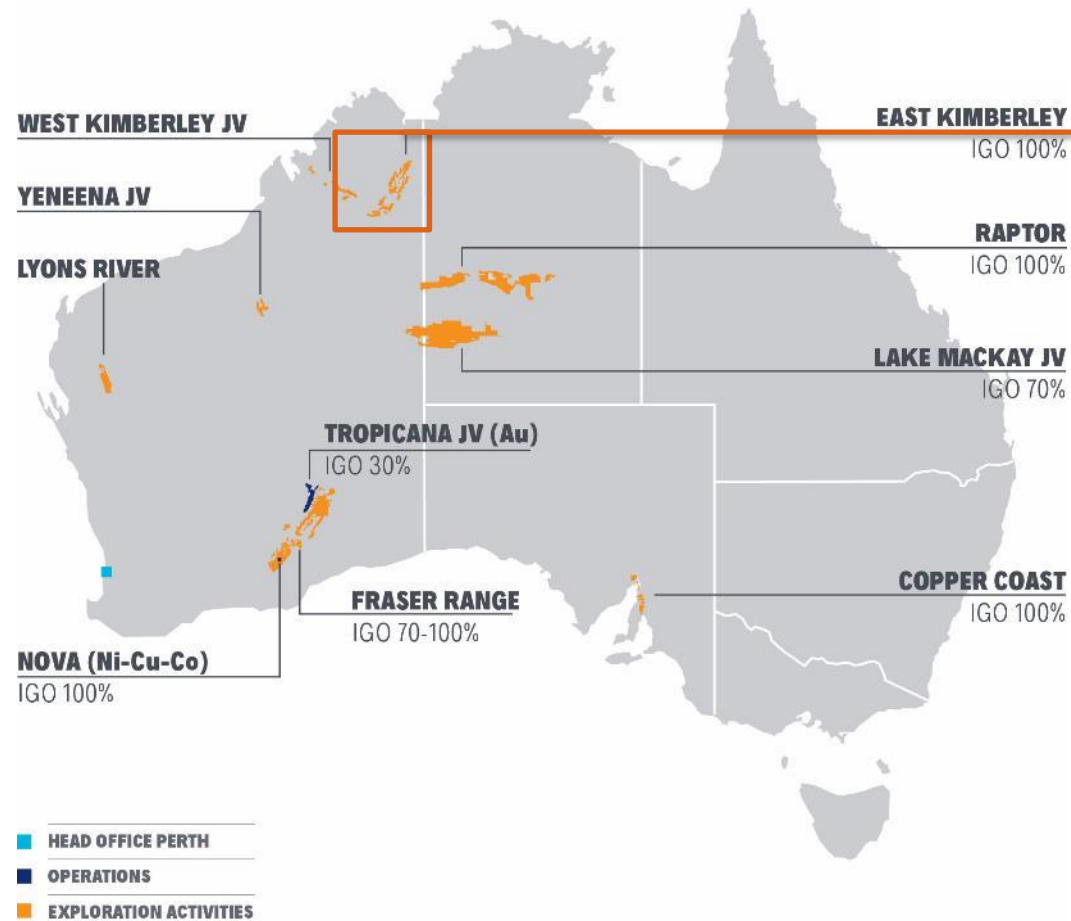 WEST KIMBERLEY JV
EAST KIMBERLEY
IGO 100%
YENEENA JV
RAPTOR
IGO 100%
LYONS RIVER
LAKE MACKAY JV
IGO 70%
TROPICANA JV (Au)
IGO 30%
COPPER COAST
IGO 100%
FRASER RANGE
IGO 70-100%
NOVA (Ni-Cu-Co)
IGO 100%
HEAD OFFICE PERTH
OPERATIONS
EXPLORATION ACTIVITIES